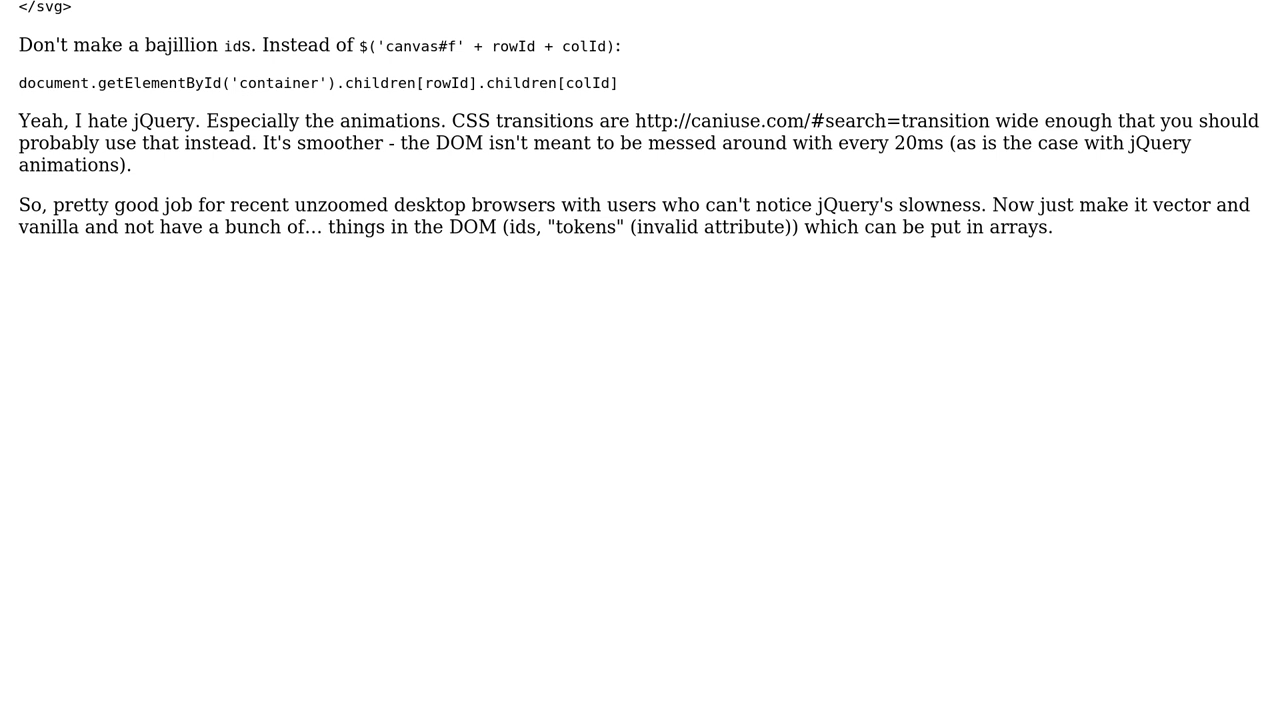 </svg>
Don't make a bajillion ids. Instead of $('canvas#f' + rowId + colId):
document.getElementById('container').children[rowId].children[colId]
Yeah, I hate jQuery. Especially the animations. CSS transitions are http://caniuse.com/#search=transition wide enough that you should
probably use that instead. It's smoother - the DOM isn't meant to be messed around with every 20ms (as is the case with jQuery
animations).
So, pretty good job for recent unzoomed desktop browsers with users who can't notice jQuery's slowness. Now just make it vector and
vanilla and not have a bunch of... things in the DOM (ids, "tokens" (invalid attribute)) which can be put in arrays.